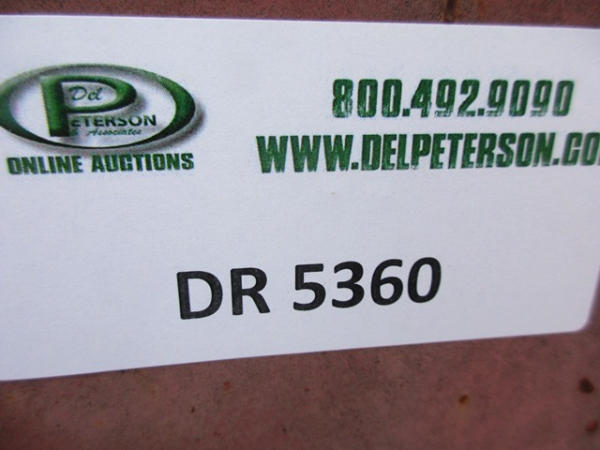 Del
PETERSON
& Associates
ONLINE AUCTIONS
800.492.9090
WWW.DELPETERSON.CO
DR 5360